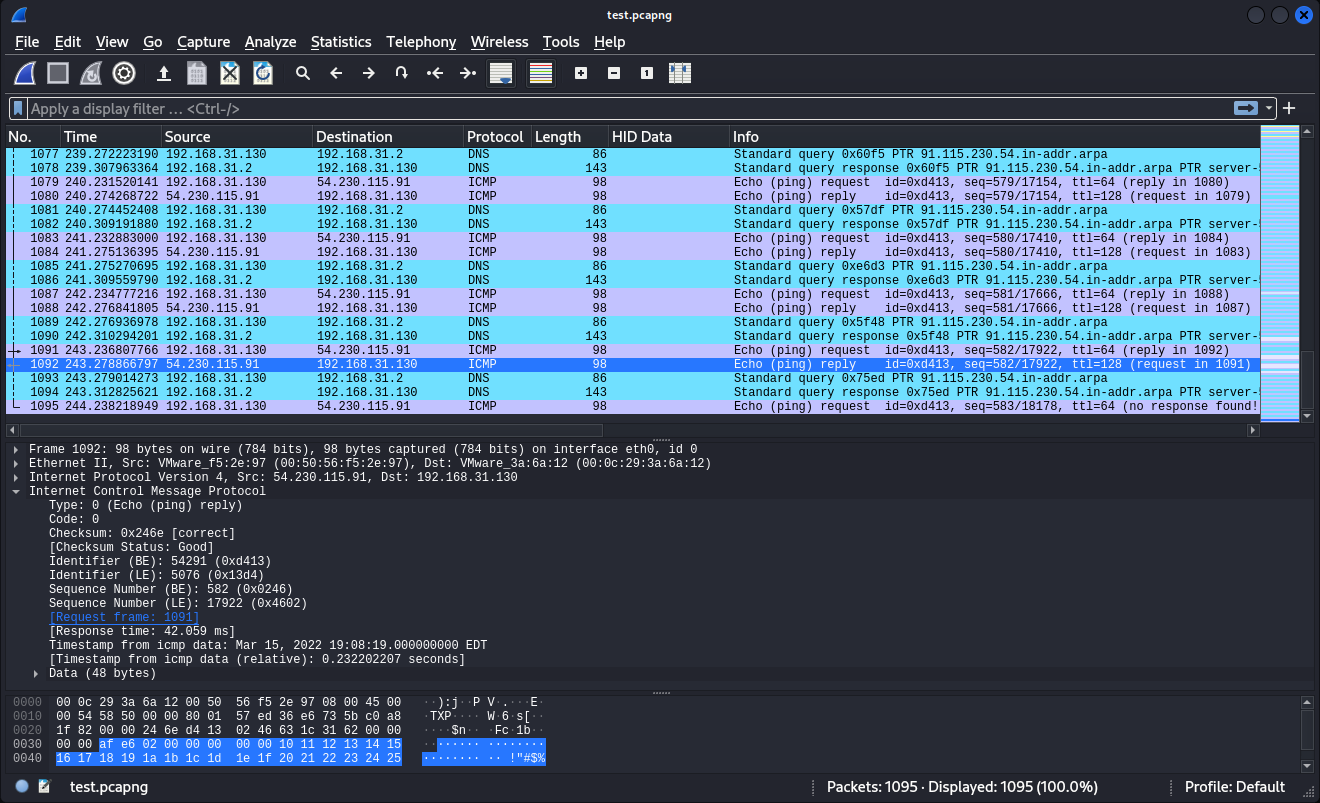 test.pcapng
File Edit View Go Capture Analyze Statistics Telephony Wireless Tools Help
Apply a display filter … <Ctrl-/>
No. Time Source Destination Protocol Length HID Data Info
1077 239.272223190 192.168.31.130 192.168.31.2 DNS 86 Standard query 0x60f5 PTR 91.115.230.54.in-addr.arpa
1078 239.307963364 192.168.31.2 192.168.31.130 DNS 143 Standard query response 0x60f5 PTR 91.115.230.54.in-addr.arpa PTR server-
1079 240.231520141 192.168.31.130 54.230.115.91 ICMP 98 Echo (ping) request id=0xd413, seq=579/17154, ttl=64 (reply in 1080)
1080 240.274268722 54.230.115.91 192.168.31.130 ICMP 98 Echo (ping) reply id=0xd413, seq=579/17154, ttl=128 (request in 1079)
1081 240.274452408 192.168.31.130 192.168.31.2 DNS 86 Standard query 0x57df PTR 91.115.230.54.in-addr.arpa
1082 240.309191880 192.168.31.2 192.168.31.130 DNS 143 Standard query response 0x57df PTR 91.115.230.54.in-addr.arpa PTR server-
1083 241.232883000 192.168.31.130 54.230.115.91 ICMP 98 Echo (ping) request id=0xd413, seq=580/17410, ttl=64 (reply in 1084)
1084 241.275136395 54.230.115.91 192.168.31.130 ICMP 98 Echo (ping) reply id=0xd413, seq=580/17410, ttl=128 (request in 1083)
1085 241.275270695 192.168.31.130 192.168.31.2 DNS 86 Standard query 0xe6d3 PTR 91.115.230.54.in-addr.arpa
1086 241.309559790 192.168.31.2 192.168.31.130 DNS 143 Standard query response 0xe6d3 PTR 91.115.230.54.in-addr.arpa PTR server-
1087 242.234777216 192.168.31.130 54.230.115.91 ICMP 98 Echo (ping) request id=0xd413, seq=581/17666, ttl=64 (reply in 1088)
1088 242.276841805 54.230.115.91 192.168.31.130 ICMP 98 Echo (ping) reply id=0xd413, seq=581/17666, ttl=128 (request in 1087)
1089 242.276936978 192.168.31.130 192.168.31.2 DNS 86 Standard query 0x5f48 PTR 91.115.230.54.in-addr.arpa
1090 242.310294201 192.168.31.2 192.168.31.130 DNS 143 Standard query response 0x5f48 PTR 91.115.230.54.in-addr.arpa PTR server-
1091 243.236807766 192.168.31.130 54.230.115.91 ICMP 98 Echo (ping) request id=0xd413, seq=582/17922, ttl=64 (reply in 1092)
1092 243.278866797 54.230.115.91 192.168.31.130 ICMP 98 Echo (ping) reply id=0xd413, seq=582/17922, ttl=128 (request in 1091)
1093 243.279014273 192.168.31.130 192.168.31.2 DNS 86 Standard query 0x75ed PTR 91.115.230.54.in-addr.arpa
1094 243.312825621 192.168.31.2 192.168.31.130 DNS 143 Standard query response 0x75ed PTR 91.115.230.54.in-addr.arpa PTR server-
1095 244.238218949 192.168.31.130 54.230.115.91 ICMP 98 Echo (ping) request id=0xd413, seq=583/18178, ttl=64 (no response found!
Frame 1092: 98 bytes on wire (784 bits), 98 bytes captured (784 bits) on interface eth0, id 0
Ethernet II, Src: VMware_f5:2e:97 (00:50:56:f5:2e:97), Dst: VMware_3a:6a:12 (00:0c:29:3a:6a:12)
Internet Protocol Version 4, Src: 54.230.115.91, Dst: 192.168.31.130
Internet Control Message Protocol
Type: 0 (Echo (ping) reply)
Code: 0
Checksum: 0x246e [correct]
[Checksum Status: Good]
Identifier (BE): 54291 (0xd413)
Identifier (LE): 5076 (0x13d4)
Sequence Number (BE): 582 (0x0246)
Sequence Number (LE): 17922 (0x4602)
[Request frame: 1091]
[Response time: 42.059 ms]
Timestamp from icmp data: Mar 15, 2022 19:08:19.000000000 EDT
[Timestamp from icmp data (relative): 0.232202207 seconds]
Data (48 bytes)
0000 00 0c 29 3a 6a 12 00 50 56 f5 2e 97 08 00 45 00 ··):j··P V·.···E·
0010 00 54 58 50 00 00 80 01 57 ed 36 e6 73 5b c0 a8 ·TXP···· W·6·s[··
0020 1f 82 00 00 24 6e d4 13 02 46 63 1c 31 62 00 00 ····$n·· ·Fc·1b··
0030 00 00 af e6 02 00 00 00 00 00 10 11 12 13 14 15 ········ ········
0040 16 17 18 19 1a 1b 1c 1d 1e 1f 20 21 22 23 24 25 ········ ·· !"#$%
test.pcapng Packets: 1095 · Displayed: 1095 (100.0%) Profile: Default